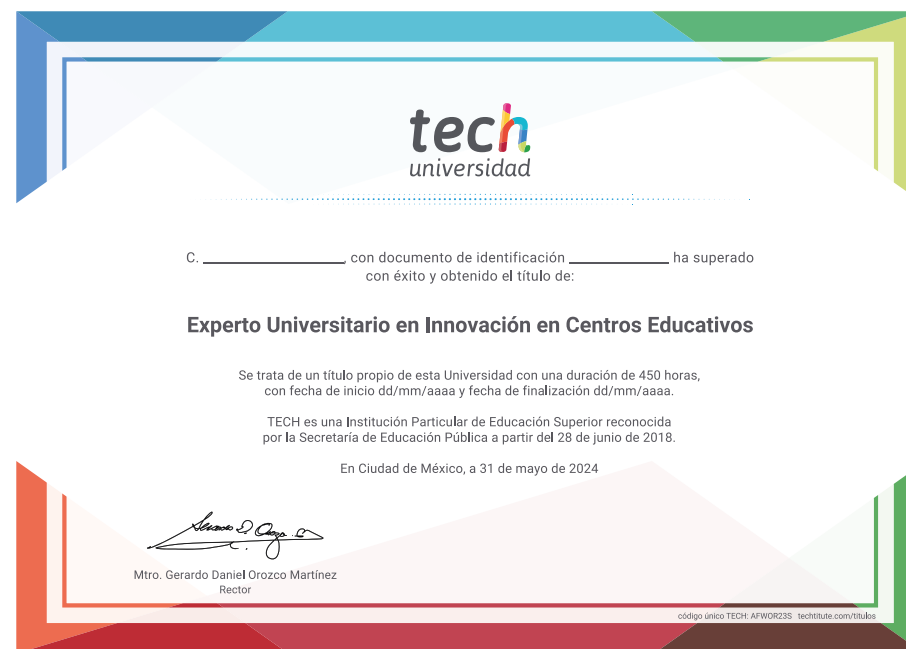 tech
universidad
C. ____________, con documento de identificación ____________ ha superado
con éxito y obtenido el título de:
Experto Universitario en Innovación en Centros Educativos
Se trata de un título propio de esta Universidad con una duración de 450 horas,
con fecha de inicio dd/mm/aaaa y fecha de finalización dd/mm/aaaa.
TECH es una Institución Particular de Educación Superior reconocida
por la Secretaría de Educación Pública a partir del 28 de junio de 2018.
En Ciudad de México, a 31 de mayo de 2024
Mtro. Gerardo Daniel Orozco Martínez
Rector
código único TECH: AFWOR23S techtitute.com/titulos